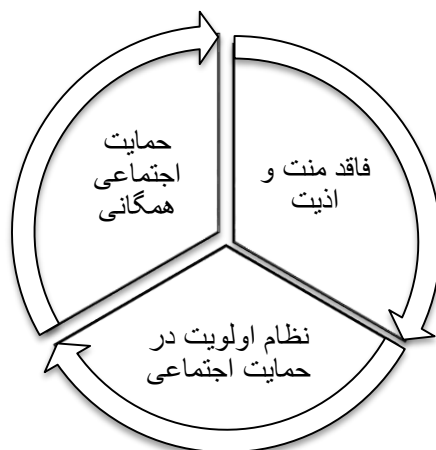 فاقد منت و
اذیت
نظام اولویت در
حمایت اجتماعی
حمایت
اجتماعی
همگانی